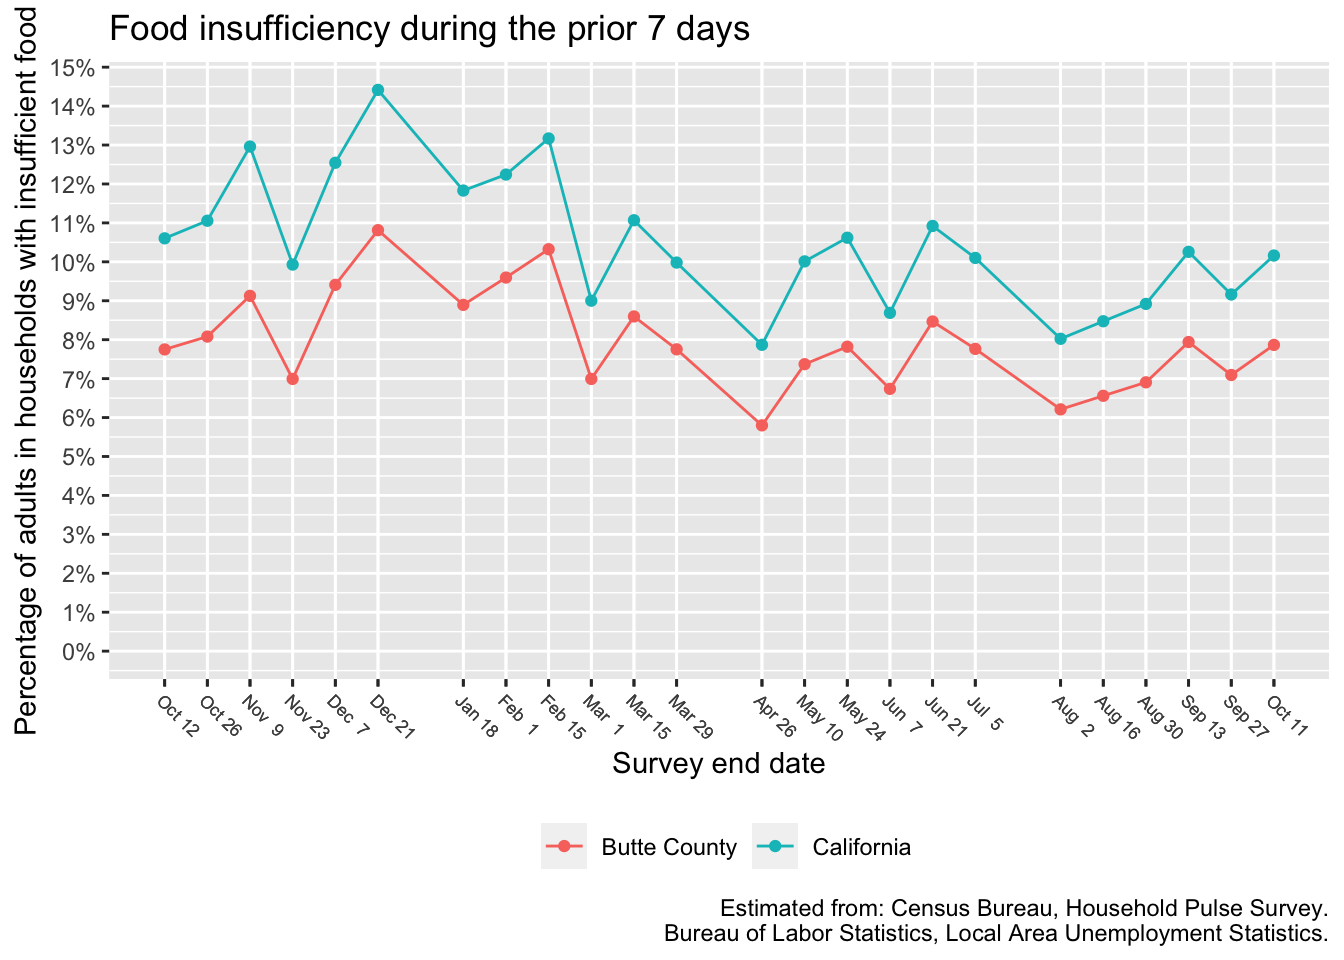 Food insufficiency during the prior 7 days
Percentage of adults in households with insufficient food
15%
14%
13%
12%
11%
10%
9%
8%
7%
6%
5%
4%
3%
2%
1%
0%
Oct 12
Oct 26
Nov 9
Nov 23
Dec 7
Dec 21
Jan 18
Feb 1
Feb 15
Mar 1
Mar 15
Mar 29
Apr 26
May 10
May 24
Jun 7
Jun 21
Jul 5
Aug 2
Aug 16
Aug 30
Sep 13
Sep 27
Oct 11
Survey end date
Butte County
California
Estimated from: Census Bureau, Household Pulse Survey.
Bureau of Labor Statistics, Local Area Unemployment Statistics.